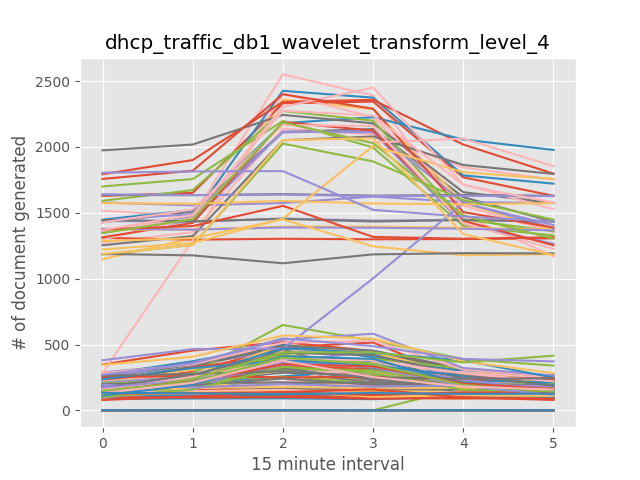 dhcp_traffic_db1_wavelet_transform_level_4
# of document generated
2500
2000
1500
1000
500
0
0 1 2 3 4 5
15 minute interval